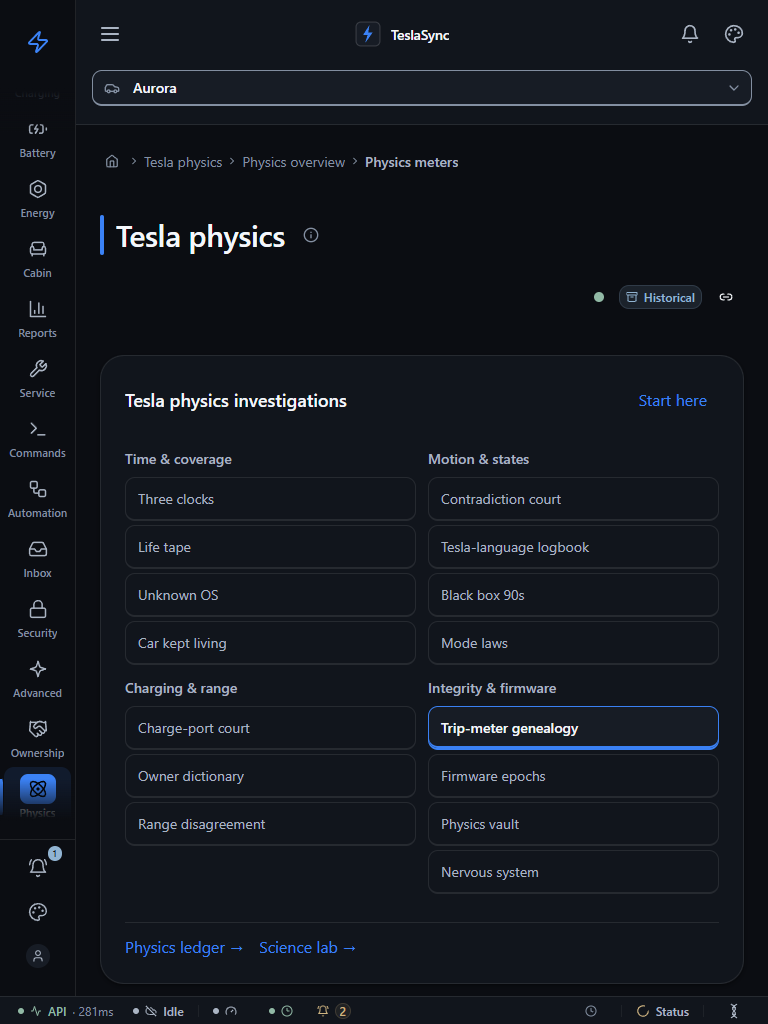 TeslaSync
Aurora
Charging
Battery
Energy
Cabin
Reports
Service
Commands
Automation
Inbox
Security
Advanced
Ownership
Physics
1
Tesla physics
Physics overview
Physics meters
Tesla physics
Historical
Tesla physics investigations
Start here
Time & coverage
Three clocks
Life tape
Unknown OS
Car kept living
Motion & states
Contradiction court
Tesla-language logbook
Black box 90s
Mode laws
Charging & range
Charge-port court
Owner dictionary
Range disagreement
Integrity & firmware
Trip-meter genealogy
Firmware epochs
Physics vault
Nervous system
Physics ledger →
Science lab →
API · 281ms
Idle
2
Status